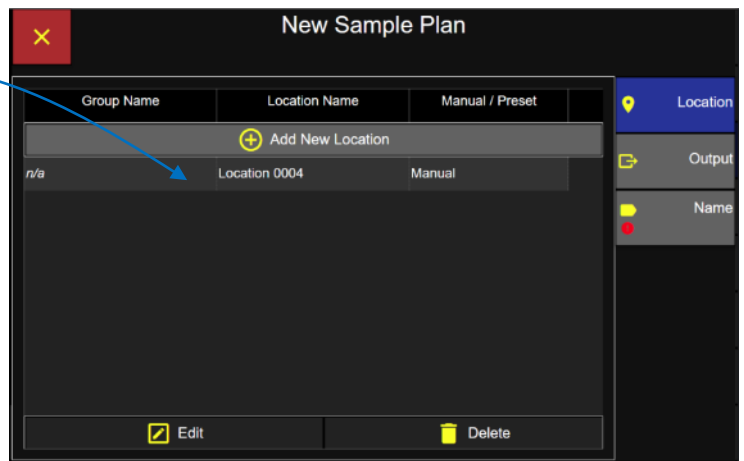 New Sample Plan
Group Name Location Name Manual / Preset
Add New Location
n/a Location 0004 Manual
Edit Delete
Location
Output
Name